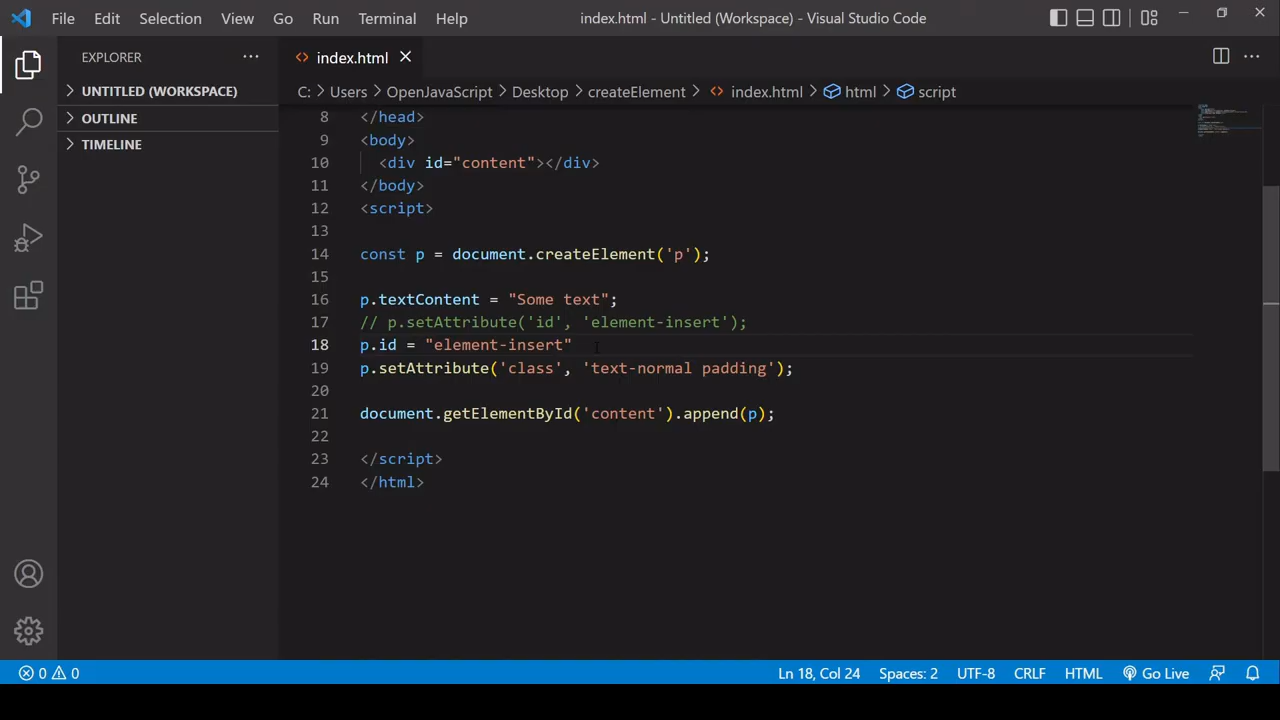 File Edit Selection View Go Run Terminal Help index.html - Untitled (Workspace) - Visual Studio Code
EXPLORER ···
UNTITLED (WORKSPACE)
OUTLINE
TIMELINE
<> index.html ×
C: > Users > OpenJavaScript > Desktop > createElement > <> index.html > html > script
8 </head>
9 <body>
10 <div id="content"></div>
11 </body>
12 <script>
13
14 const p = document.createElement('p');
15
16 p.textContent = "Some text";
17 // p.setAttribute('id', 'element-insert');
18 p.id = "element-insert"
19 p.setAttribute('class', 'text-normal padding');
20
21 document.getElementById('content').append(p);
22
23 </script>
24 </html>
0 0 Ln 18, Col 24 Spaces: 2 UTF-8 CRLF HTML Go Live